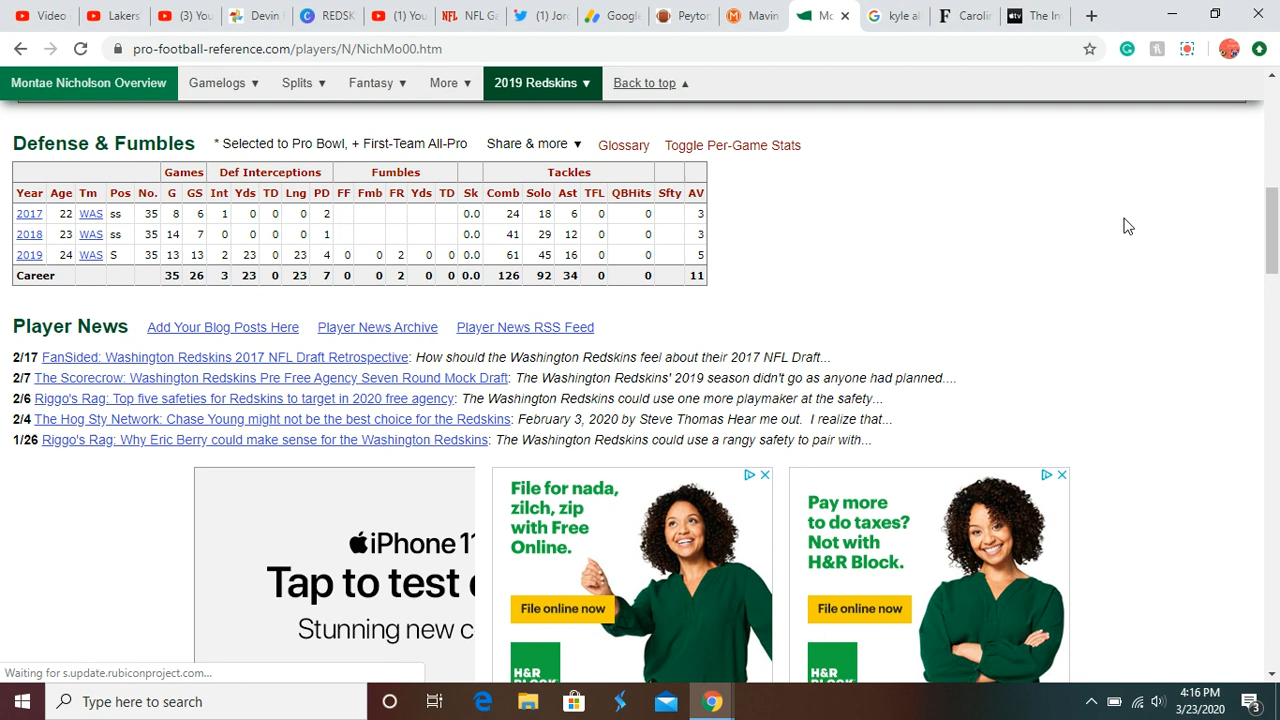 Video
Lakers
(3) You
Devin
REDSK
(1) You
NFL Ga
(1) Jor
Google
Peyton
Mavin
Mo
kyle al
Carolin
The In
pro-football-reference.com/players/N/NichMo00.htm
Montae Nicholson Overview Gamelogs ▼ Splits ▼ Fantasy ▼ More ▼ 2019 Redskins ▼ Back to top ▲
Defense & Fumbles * Selected to Pro Bowl, + First-Team All-Pro Share & more ▼ Glossary Toggle Per-Game Stats
Games Def Interceptions Fumbles Tackles
Year Age Tm Pos No. G GS Int Yds TD Lng PD FF Fmb FR Yds TD Sk Comb Solo Ast TFL QBHits Sfty AV
2017 22 WAS ss 35 8 6 1 0 0 0 2 0.0 24 18 6 0 0 3
2018 23 WAS ss 35 14 7 0 0 0 0 1 0.0 41 29 12 0 0 3
2019 24 WAS S 35 13 13 2 23 0 23 4 0 0 2 0 0 0.0 61 45 16 0 0 5
Career 35 26 3 23 0 23 7 0 0 2 0 0 0.0 126 92 34 0 0 11
Player News Add Your Blog Posts Here Player News Archive Player News RSS Feed
2/17 FanSided: Washington Redskins 2017 NFL Draft Retrospective: How should the Washington Redskins feel about their 2017 NFL Draft...
2/7 The Scorecrow: Washington Redskins Pre Free Agency Seven Round Mock Draft: The Washington Redskins' 2019 season didn't go as anyone had planned....
2/6 Riggo's Rag: Top five safeties for Redskins to target in 2020 free agency: The Washington Redskins could use one more playmaker at the safety...
2/4 The Hog Sty Network: Chase Young might not be the best choice for the Redskins: February 3, 2020 by Steve Thomas Hear me out. I realize that...
1/26 Riggo's Rag: Why Eric Berry could make sense for the Washington Redskins: The Washington Redskins could use a rangy safety to pair with...
iPhone 11
Tap to test
Stunning new c
File for nada,
zilch, zip
with Free
Online.
File online now
H&R
BLOCK
Pay more
to do taxes?
Not with
H&R Block.
File online now
H&R
BLOCK
Waiting for s.update.rubiconproject.com...
Type here to search
4:16 PM
3/23/2020
3